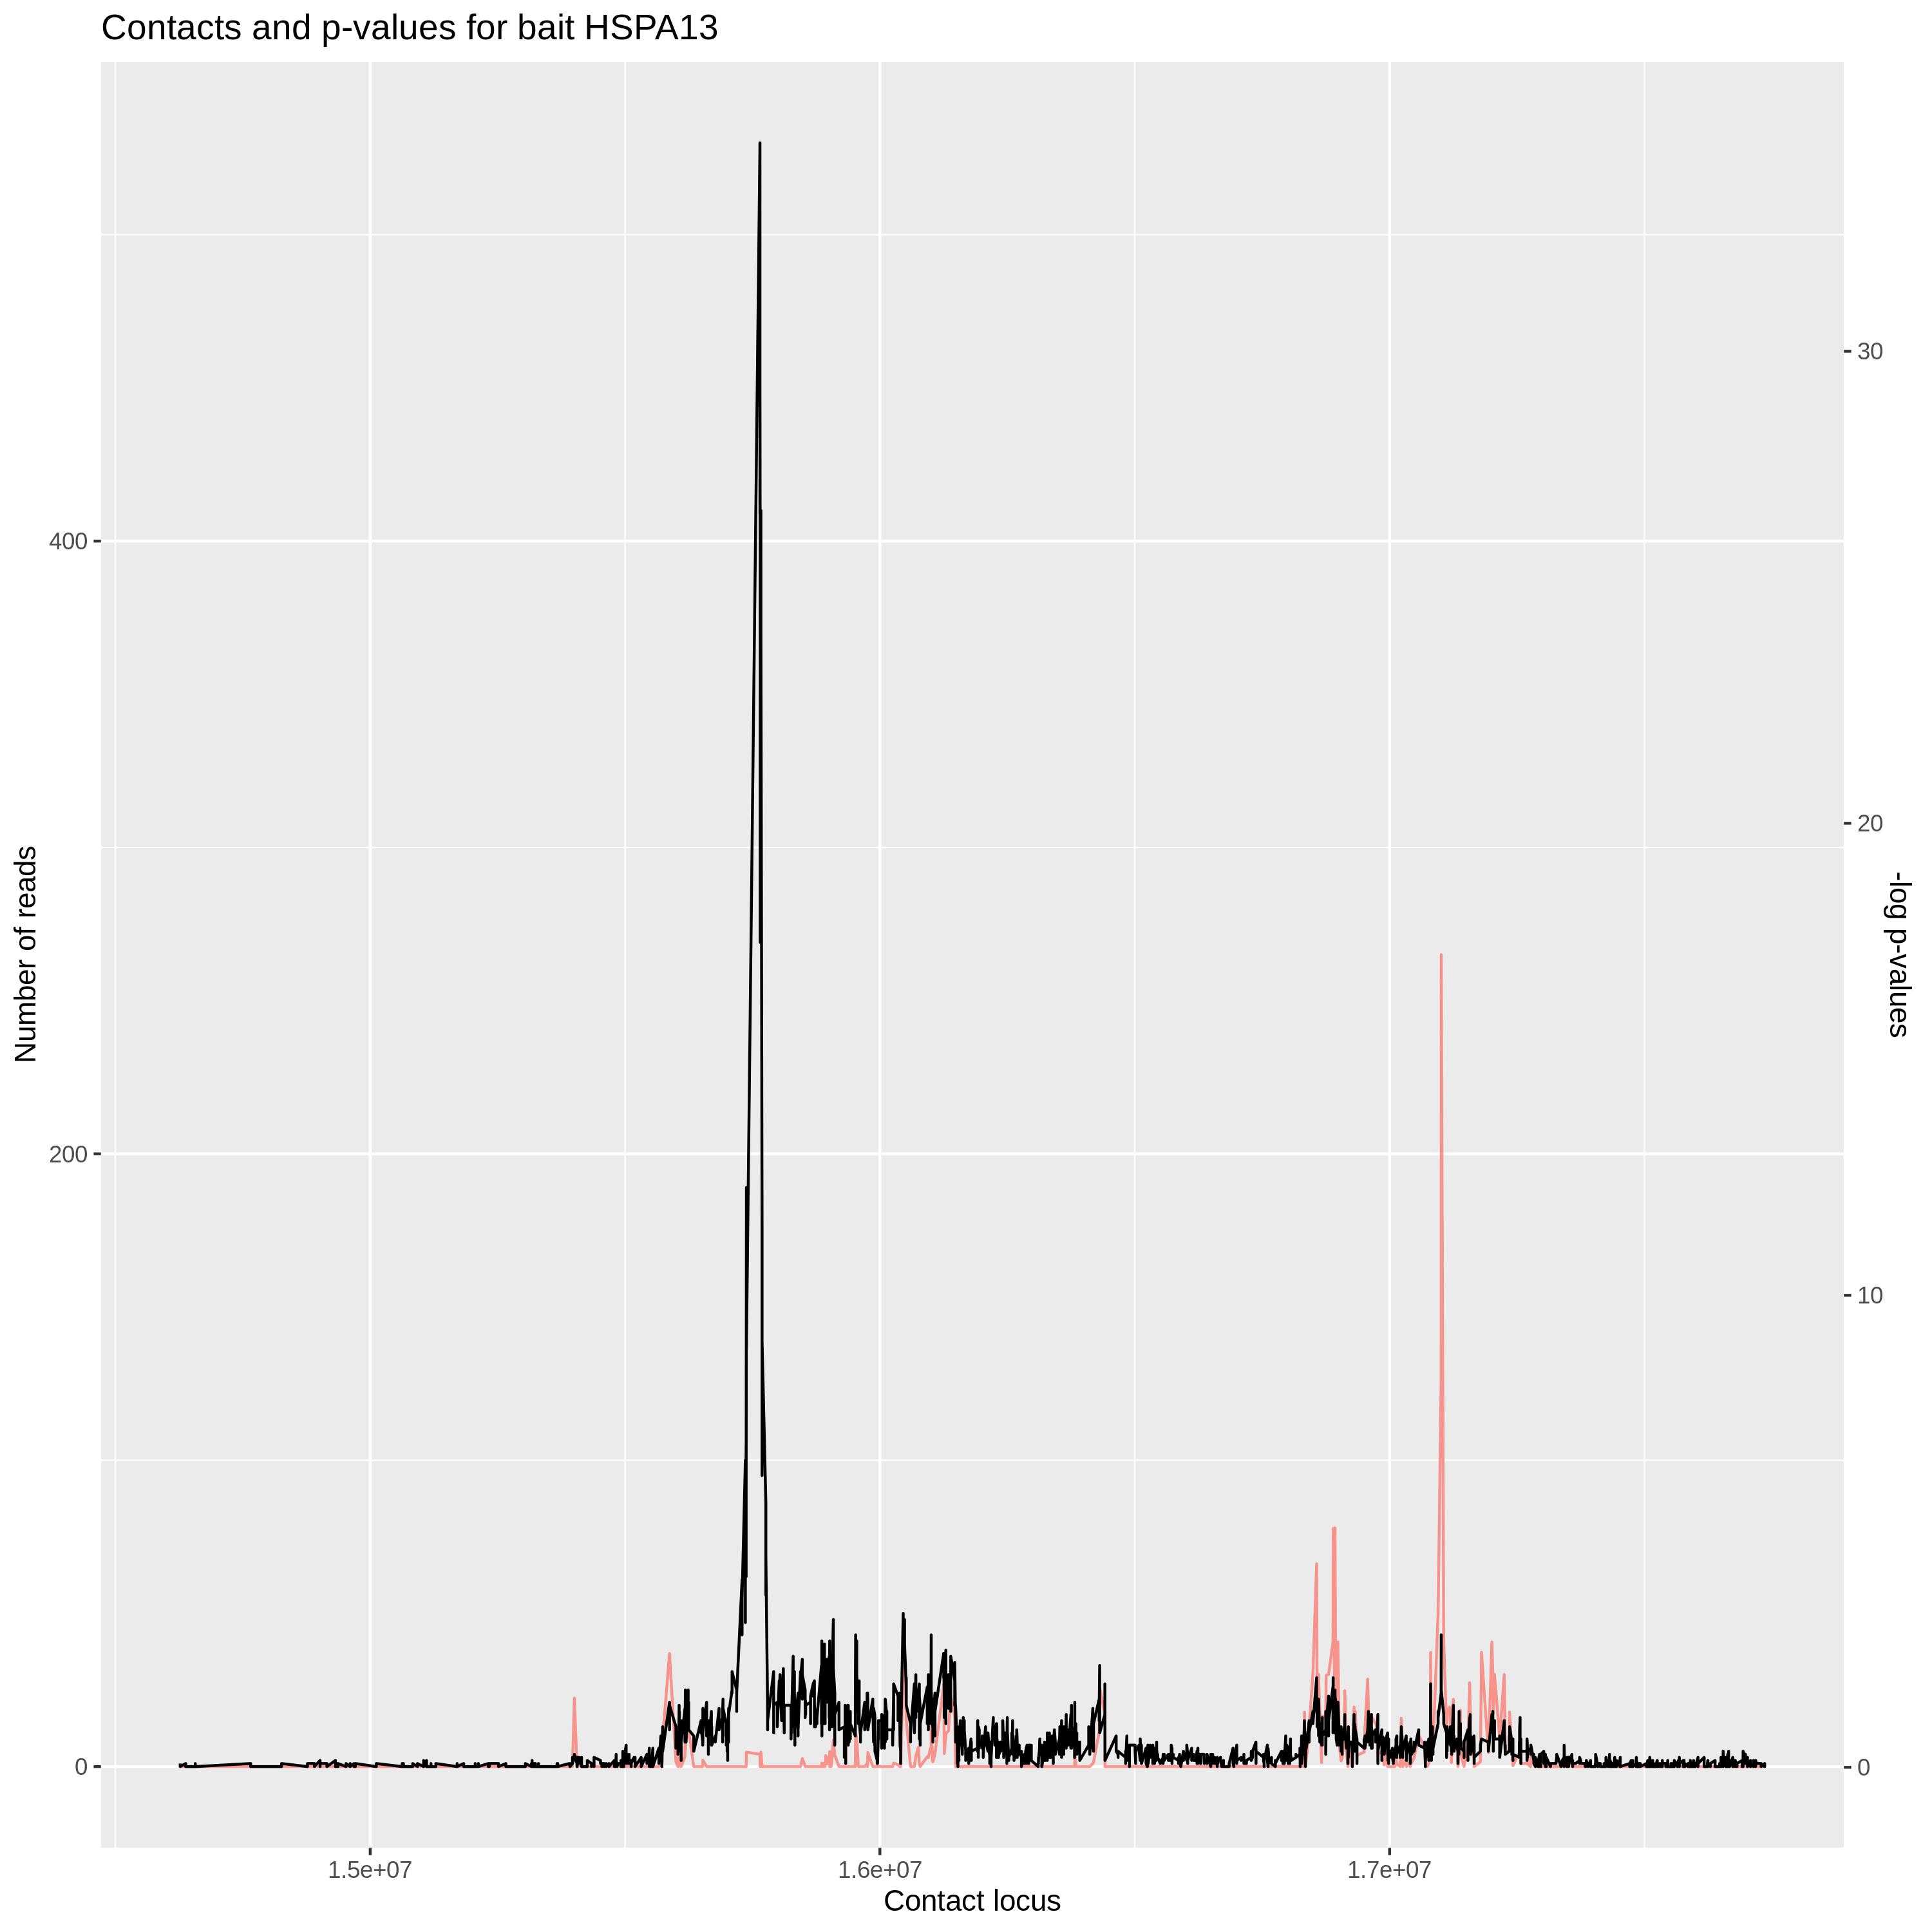 Contacts and p-values for bait HSPA13
400
200
0
30
20
10
0
1.5e+07
1.6e+07
1.7e+07
Number of reads
-log p-values
Contact locus